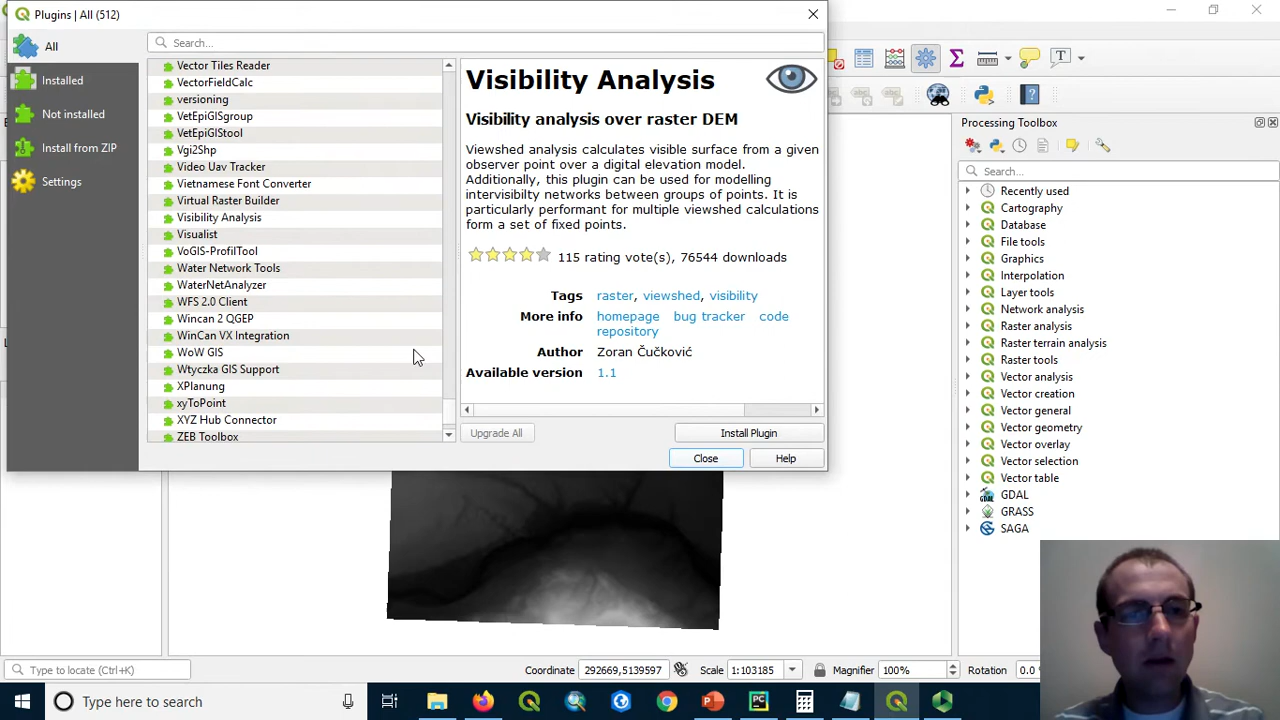 Plugins | All (512)
All
Search...
Installed
Not installed
Install from ZIP
Settings
Vector Tiles Reader
VectorFieldCalc
versioning
VetEpiGISgroup
VetEpiGIStool
Vgi2Shp
Video Uav Tracker
Vietnamese Font Converter
Virtual Raster Builder
Visibility Analysis
Visualist
VoGIS-ProfilTool
Water Network Tools
WaterNetAnalyzer
WFS 2.0 Client
Wincan 2 QGEP
WinCan VX Integration
WoW GIS
Wtyczka GIS Support
XPlanung
xyToPoint
XYZ Hub Connector
ZEB Toolbox
Visibility Analysis
Visibility analysis over raster DEM
Viewshed analysis calculates visible surface from a given
observer point over a digital elevation model.
Additionally, this plugin can be used for modelling
intervisibilty networks between groups of points. It is
particularly performant for multiple viewshed calculations
form a set of fixed points.
115 rating vote(s), 76544 downloads
Tags raster, viewshed, visibility
More info homepage bug tracker code
repository
Author Zoran Čučković
Available version 1.1
Upgrade All
Install Plugin
Close
Help
Processing Toolbox
Search...
Recently used
Cartography
Database
File tools
Graphics
Interpolation
Layer tools
Network analysis
Raster analysis
Raster terrain analysis
Raster tools
Vector analysis
Vector creation
Vector general
Vector geometry
Vector overlay
Vector selection
Vector table
GDAL
GRASS
SAGA
Type to locate (Ctrl+K)
Coordinate 292669,5139597
Scale 1:103185
Magnifier 100%
Rotation 0.0
Type here to search